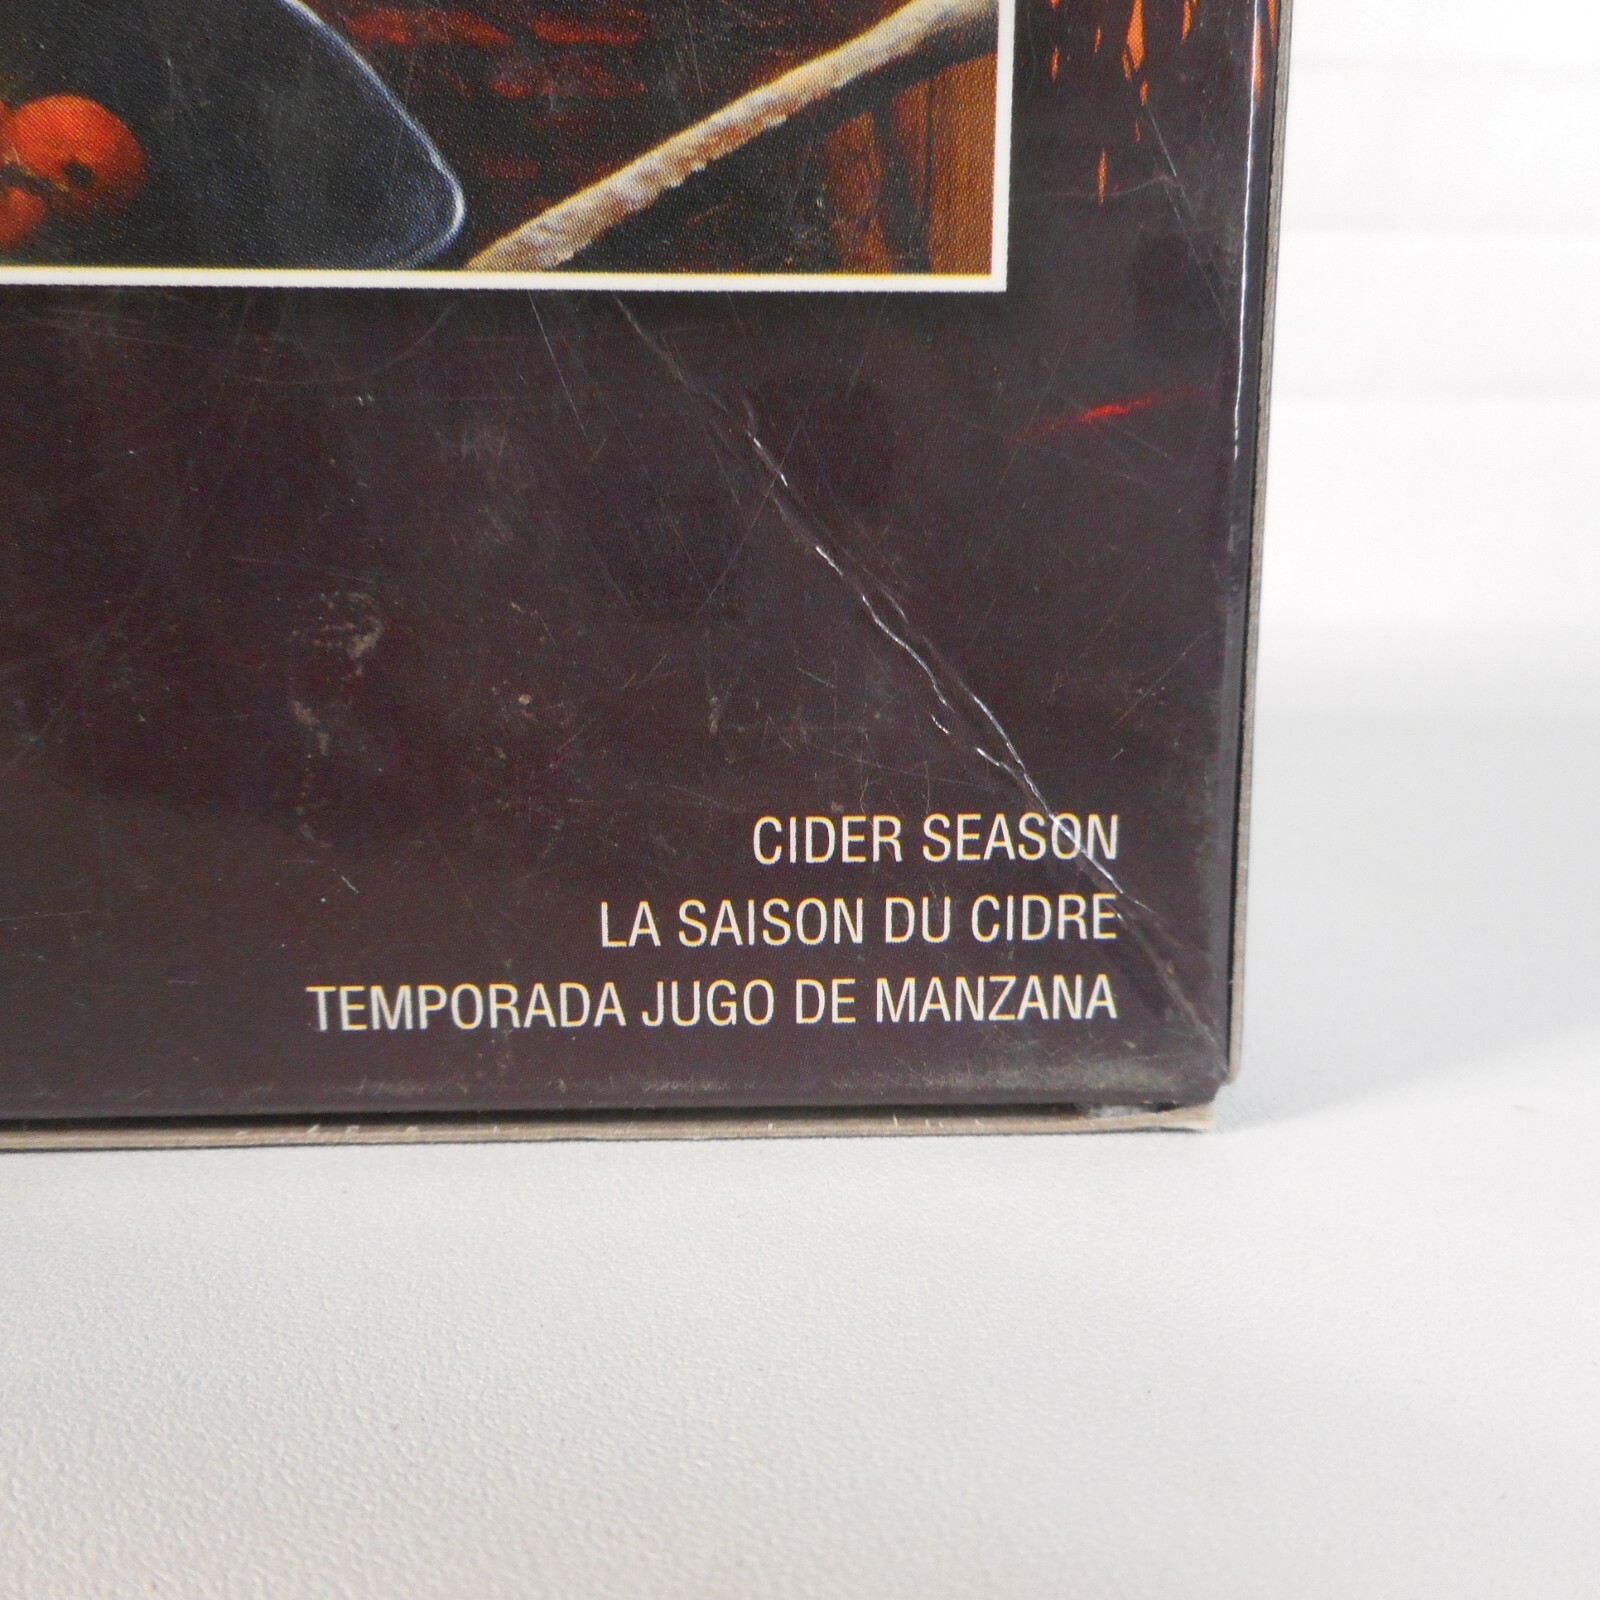 CIDER SEASON
LA SAISON DU CIDRE
TEMPORADA JUGO DE MANZANA